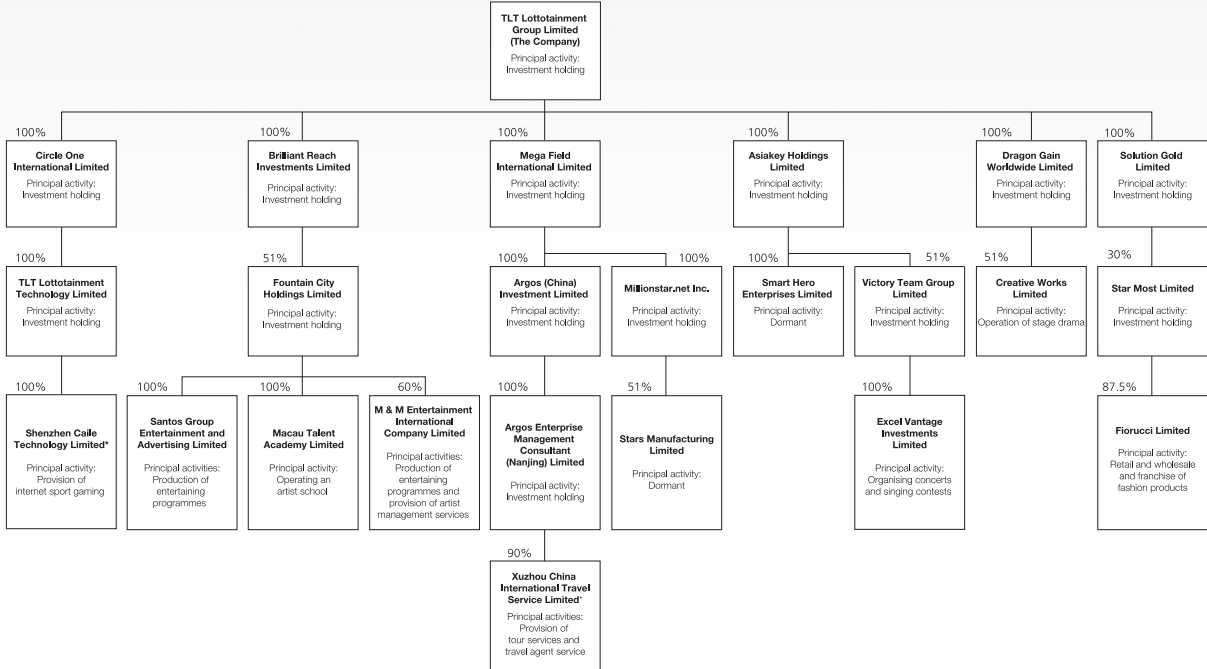 TLT Lottotainment
Group Limited
(The Company)
Principal activity:
Investment holding
100%
Circle One
International Limited
Principal activity:
Investment holding
100%
Brilliant Reach
Investments Limited
Principal activity:
Investment holding
100%
Mega Field
International Limited
Principal activity:
Investment holding
100%
Asiakey Holdings
Limited
Principal activity:
Investment holding
100%
Dragon Gain
Worldwide Limited
Principal activity:
Investment holding
100%
Solution Gold
Limited
Principal activity:
Investment holding
100%
TLT Lottotainment
Technology Limited
Principal activity:
Investment holding
51%
Fountain City
Holdings Limited
Principal activity:
Investment holding
100%
Argos (China)
Investment Limited
Principal activity:
Investment holding
100%
Millionstar.net Inc.
Principal activity:
Investment holding
100%
Smart Hero
Enterprises Limited
Principal activity:
Dormant
51%
Victory Team Group
Limited
Principal activity:
Investment holding
51%
Creative Works
Limited
Principal activity:
Operation of stage drama
30%
Star Most Limited
Principal activity:
Investment holding
100%
Shenzhen Caile
Technology Limited*
Principal activity:
Provision of
internet sport gaming
100%
Santos Group
Entertainment and
Advertising Limited
Principal activities:
Production of
entertaining
programmes
100%
Macau Talent
Academy Limited
Principal activity:
Operating an
artist school
60%
M & M Entertainment
International
Company Limited
Principal activities:
Production of
entertaining
programmes and
provision of artist
management services
100%
Argos Enterprise
Management
Consultant
(Nanjing) Limited
Principal activity:
Investment holding
51%
Stars Manufacturing
Limited
Principal activity:
Dormant
100%
Excel Vantage
Investments
Limited
Principal activity:
Organising concerts
and singing contests
87.5%
Fiorucci Limited
Principal activity:
Retail and wholesale
and franchise of
fashion products
90%
Xuzhou China
International Travel
Service Limited*
Principal activities:
Provision of
tour services and
travel agent service